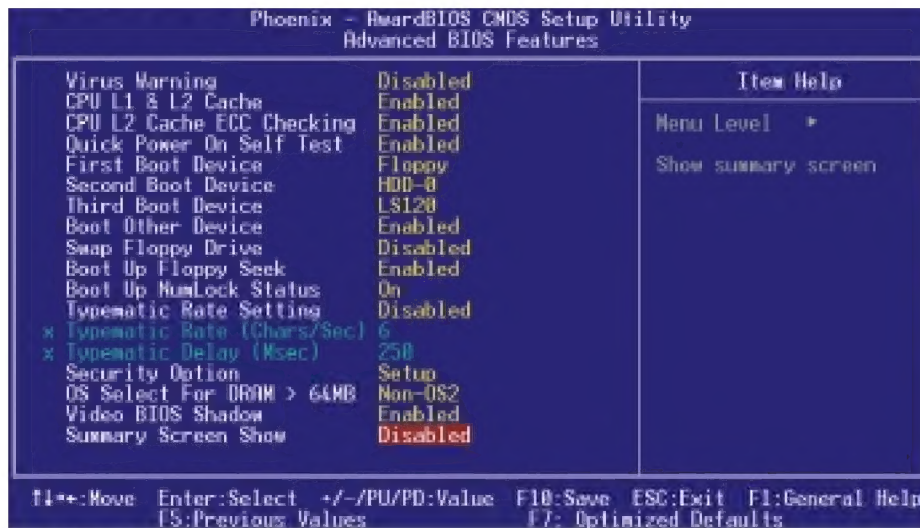 Phoenix - AwardBIOS CMOS Setup Utility
Advanced BIOS Features
Virus Warning Disabled
CPU L1 & L2 Cache Enabled
CPU L2 Cache ECC Checking Enabled
Quick Power On Self Test Enabled
First Boot Device Floppy
Second Boot Device HDD-0
Third Boot Device LS120
Boot Other Device Enabled
Swap Floppy Drive Disabled
Boot Up Floppy Seek Enabled
Boot Up NumLock Status On
Typematic Rate Setting Disabled
x Typematic Rate (Chars/Sec) 6
x Typematic Delay (Msec) 250
Security Option Setup
OS Select For DRAM > 64MB Non-OS2
Video BIOS Shadow Enabled
Summary Screen Show Disabled
Item Help
Menu Level ►
Show summary screen
↑↓→←:Move Enter:Select +/-/PU/PD:Value F10:Save ESC:Exit F1:General Help
F5:Previous Values F7: Optimized Defaults